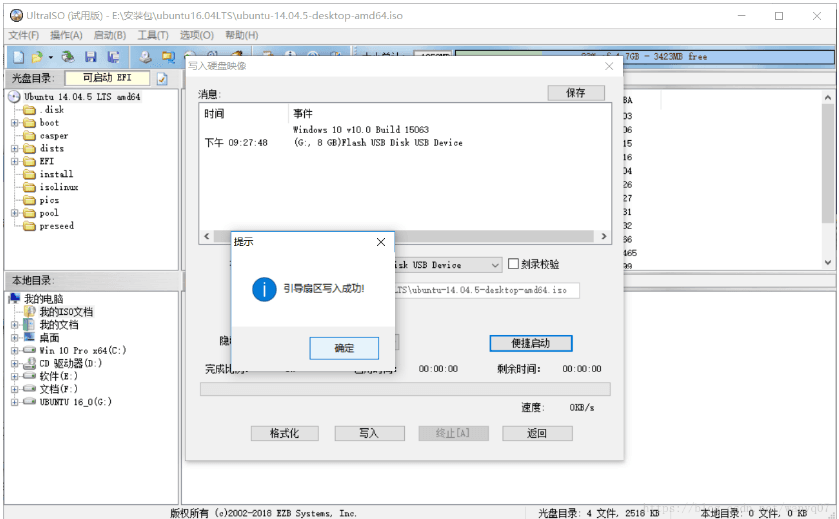 UltraISO (试用版) - E:\安装包\ubuntu16.04LTS\ubuntu-14.04.5-desktop-amd64.iso
文件(F) 操作(A) 启动(B) 工具(T) 选项(O) 帮助(H)
7GB - 3423MB free
光盘目录: 可启动 EFI
Ubuntu 14.04.5 LTS amd64
.disk
boot
casper
dists
EFI
install
isolinux
pics
pool
preseed
写入硬盘映像
消息:
保存
时间 事件
Windows 10 v10.0 Build 15063
下午 09:27:48 (G:, 8 GB)Flash USB Disk USB Device
BA
03
06
15
16
04
26
27
31
32
66
465
99
提示
引导扇区写入成功!
确定
isk USB Device
刻录校验
LTS\ubuntu-14.04.5-desktop-amd64.iso
便捷启动
00:00:00 剩余时间: 00:00:00
速度: 0KB/s
格式化 写入 终止[A] 返回
本地目录:
我的电脑
我的ISO文档
我的文档
桌面
Win 10 Pro x64(C:)
CD 驱动器(D:)
软件(E:)
文档(F:)
UBUNTU 16_0(G:)
版权所有 (c)2002-2018 EZB Systems, Inc. 光盘目录: 4 文件, 2518 KB 本地目录: 0 文件, 0 KB